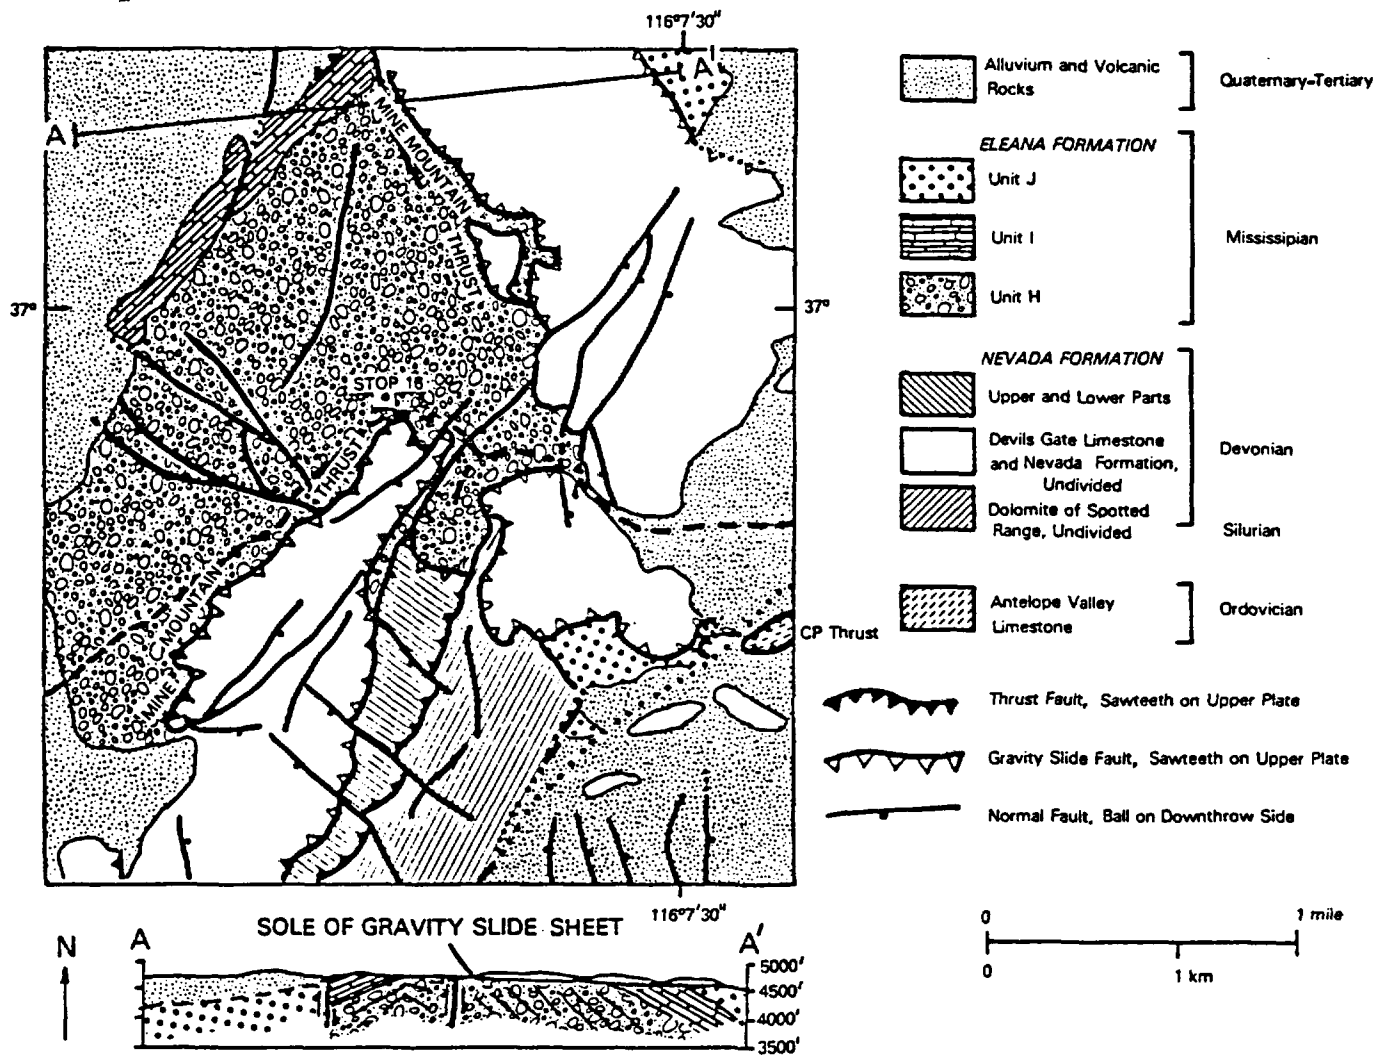 116°7'30"
A'
A
MINE MOUNTAIN THRUST
37°
37°
STOP 16
MINE MOUNTAIN THRUST
CP Thrust
116°7'30"
Alluvium and Volcanic
Rocks
Quaternary-Tertiary
ELEANA FORMATION
Unit J
Unit I
Mississipian
Unit H
NEVADA FORMATION
Upper and Lower Parts
Devils Gate Limestone
and Nevada Formation,
Undivided
Devonian
Dolomite of Spotted
Range, Undivided
Silurian
Antelope Valley
Limestone
Ordovician
Thrust Fault, Sawteeth on Upper Plate
Gravity Slide Fault, Sawteeth on Upper Plate
Normal Fault, Ball on Downthrow Side
0 1 mile
0 1 km
N
SOLE OF GRAVITY SLIDE SHEET
A A'
5000'
4500'
4000'
3500'